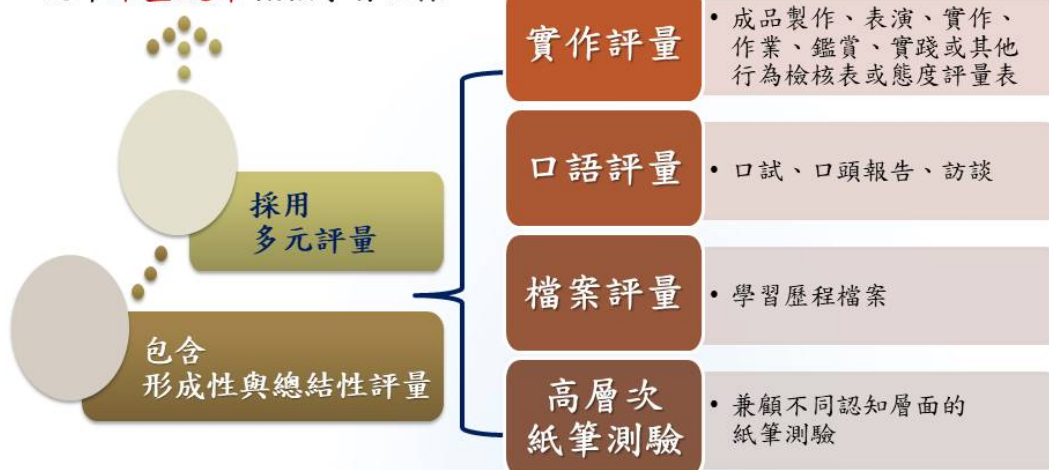 採用
多元評量
包含
形成性與總結性評量
實作評量
• 成品製作、表演、實作、
作業、鑑賞、實踐或其他
行為檢核表或態度評量表
口語評量
• 口試、口頭報告、訪談
檔案評量
• 學習歷程檔案
高層次
紙筆測驗
• 兼顧不同認知層面的
紙筆測驗